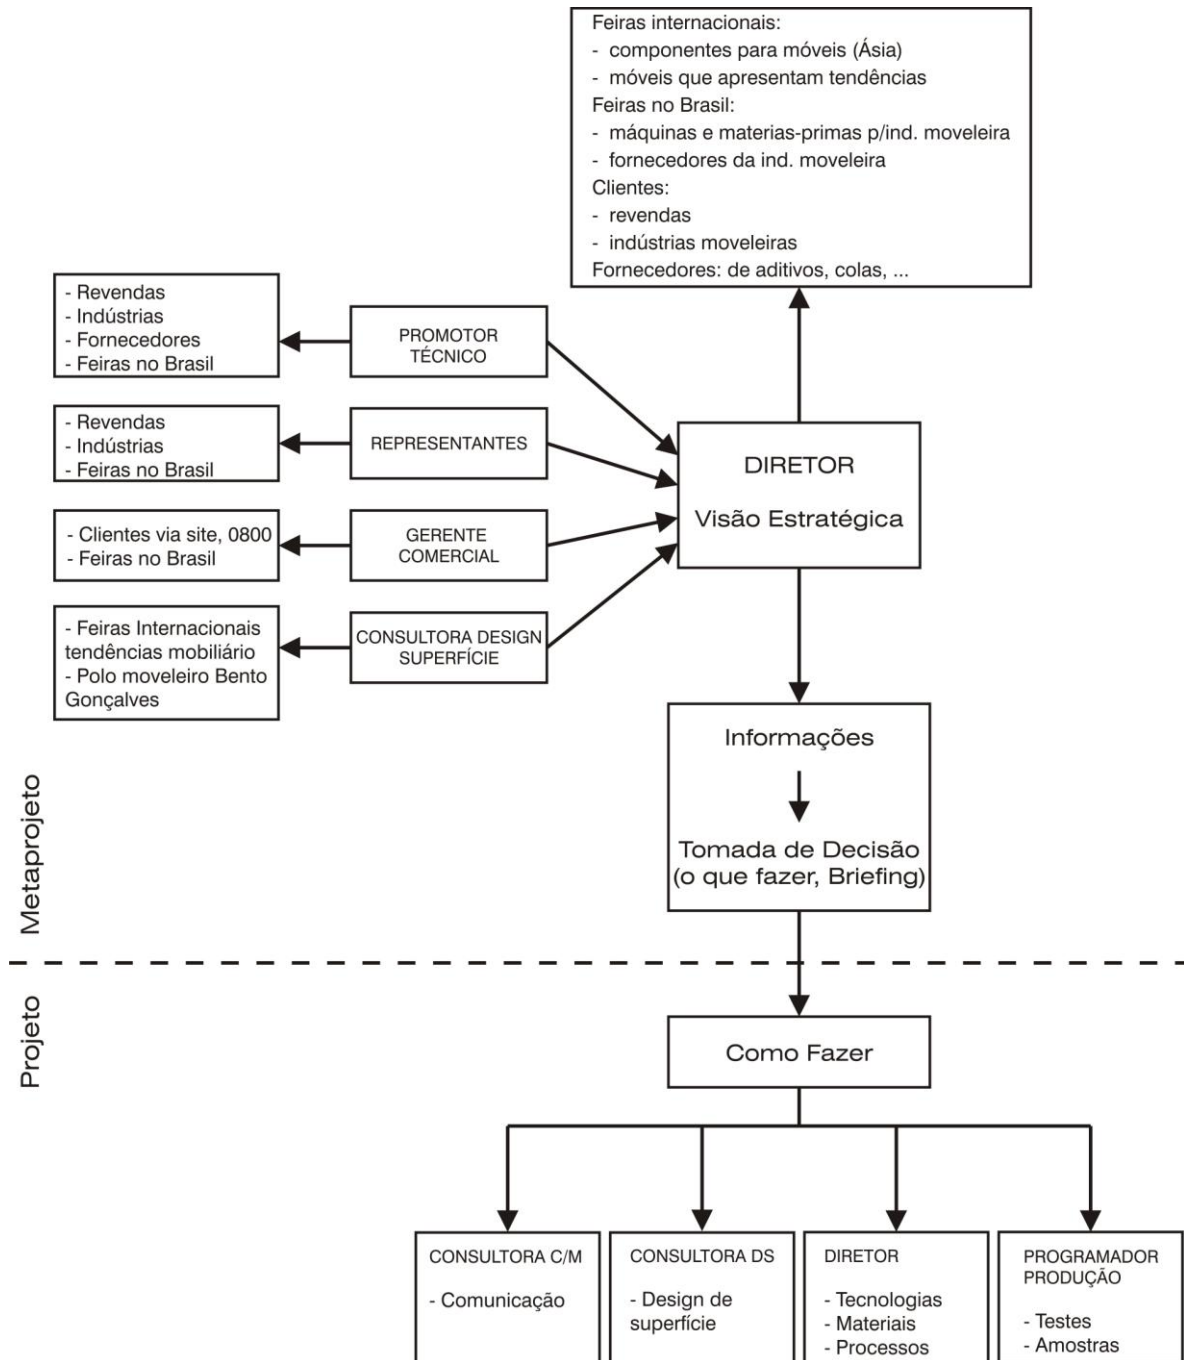 Feiras internacionais:
- componentes para móveis (Ásia)
- móveis que apresentam tendências
Feiras no Brasil:
- máquinas e materias-primas p/ind. moveleira
- fornecedores da ind. moveleira
Clientes:
- revendas
- indústrias moveleiras
Fornecedores: de aditivos, colas, ...
- Revendas
- Indústrias
- Fornecedores
- Feiras no Brasil
PROMOTOR
TÉCNICO
- Revendas
- Indústrias
- Feiras no Brasil
REPRESENTANTES
- Clientes via site, 0800
- Feiras no Brasil
GERENTE
COMERCIAL
- Feiras Internacionais
tendências mobiliário
- Polo moveleiro Bento
Gonçalves
CONSULTORA DESIGN
SUPERFÍCIE
DIRETOR
Visão Estratégica
Informações
Tomada de Decisão
(o que fazer, Briefing)
Metaprojeto
Projeto
Como Fazer
CONSULTORA C/M
- Comunicação
CONSULTORA DS
- Design de
superfície
DIRETOR
- Tecnologias
- Materiais
- Processos
PROGRAMADOR
PRODUÇÃO
- Testes
- Amostras